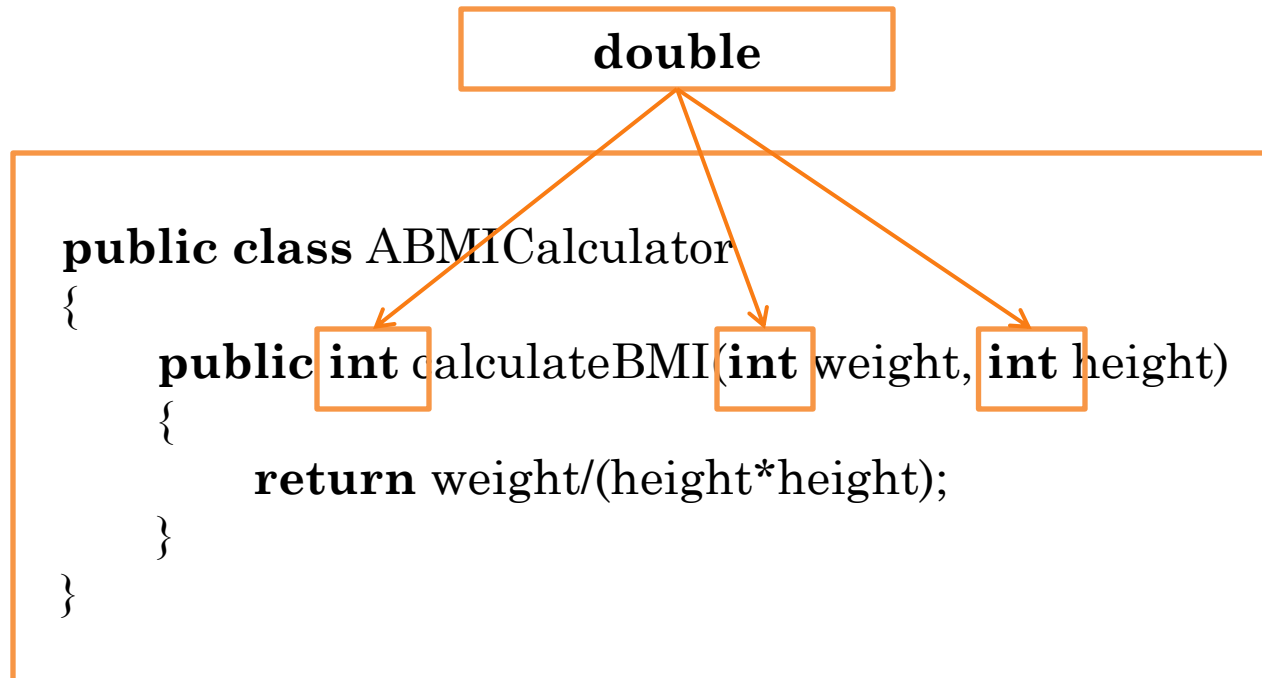 double
public class ABMICalculator
{
public int calculateBMI(int weight, int height)
{
return weight/(height*height);
}
}